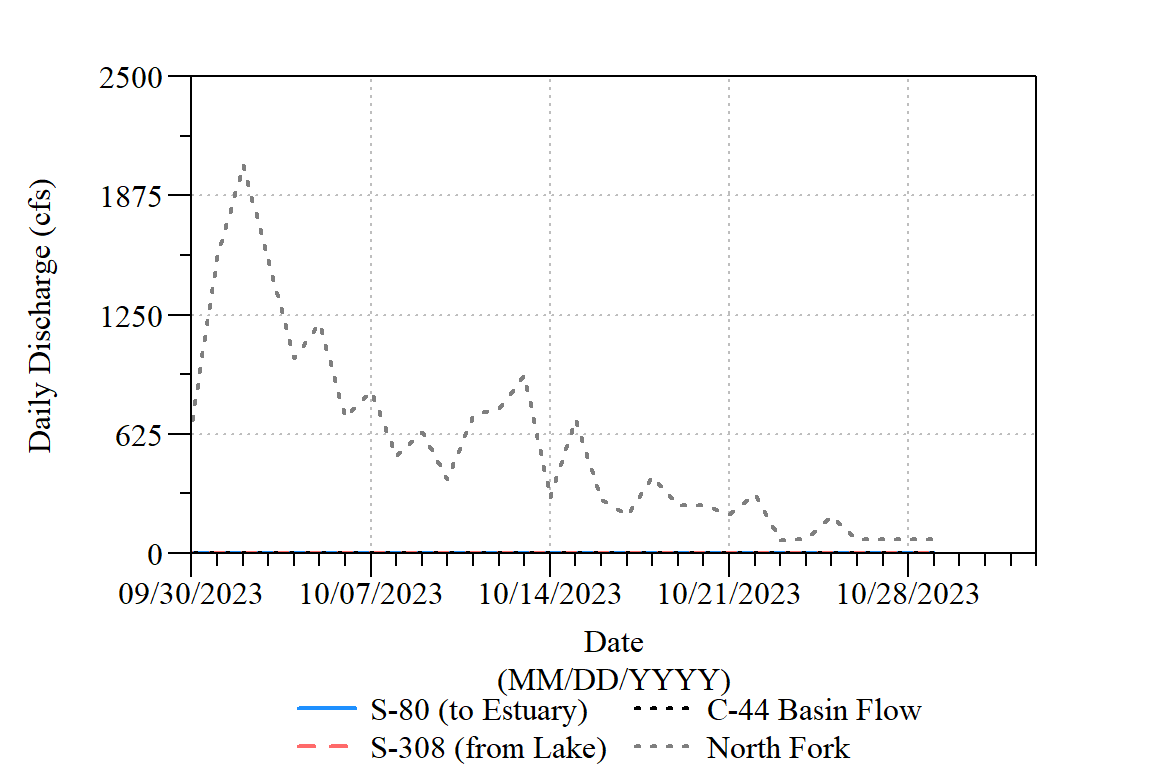 2500
1875
1250
625
0
Daily Discharge (cfs)
09/30/2023 10/07/2023 10/14/2023 10/21/2023 10/28/2023
Date
(MM/DD/YYYY)
S-80 (to Estuary) C-44 Basin Flow
S-308 (from Lake) North Fork